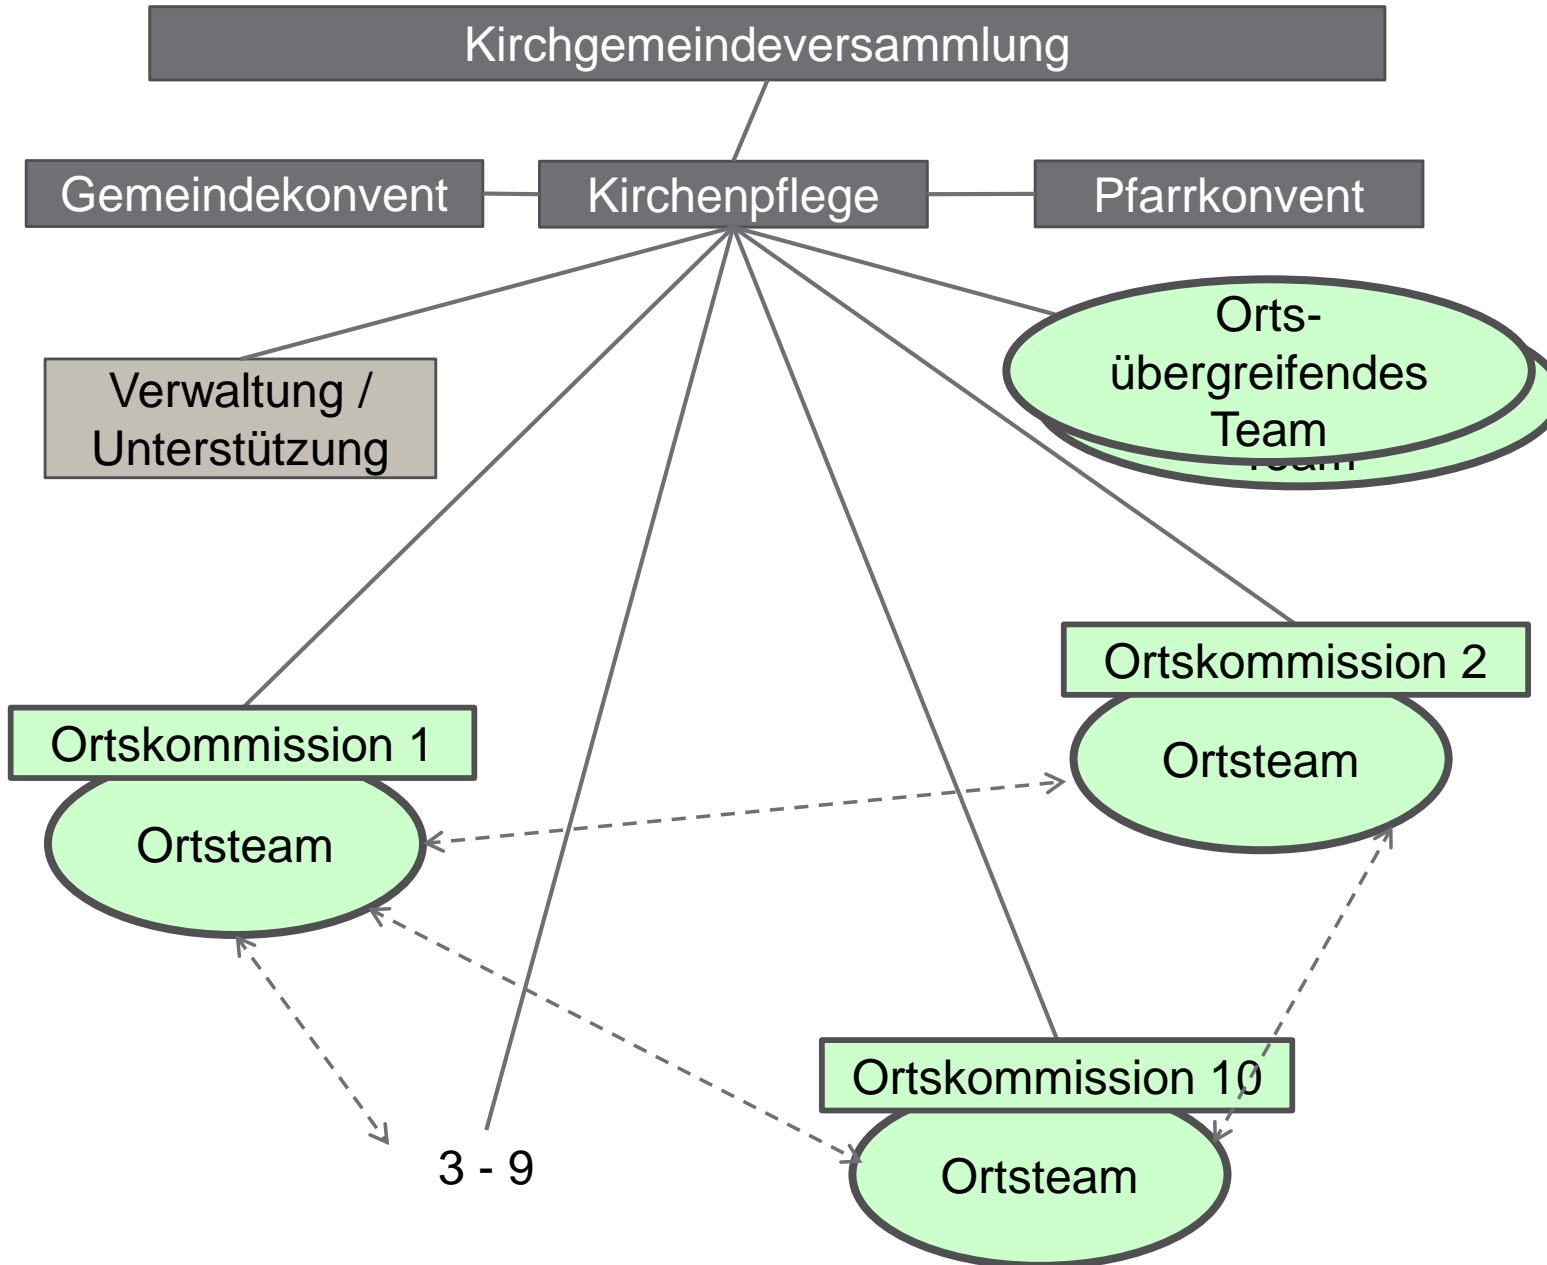 Kirchgemeindeversammlung
Gemeindekonvent
Kirchenpflege
Pfarrkonvent
Orts-
übergreifendes
Team
Team
Verwaltung /
Unterstützung
Ortskommission 2
Ortsteam
Ortskommission 1
Ortsteam
Ortskommission 10
Ortsteam
3 - 9